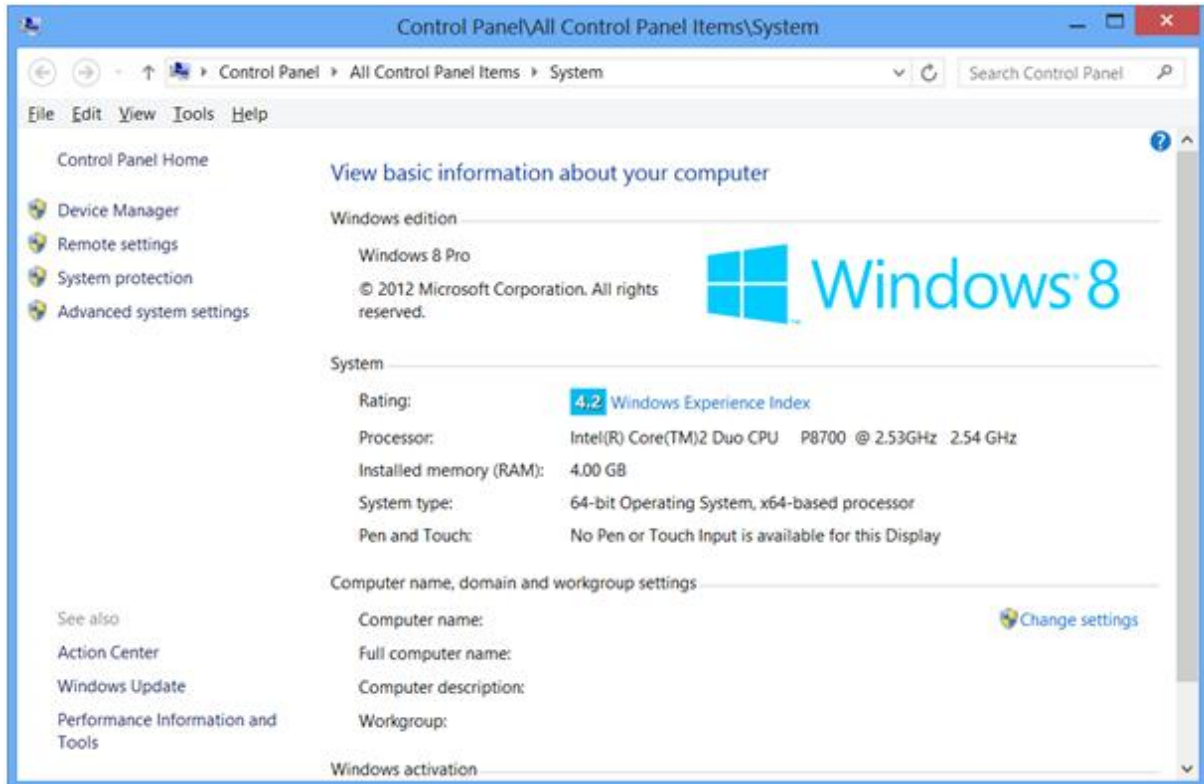 Control Panel\All Control Panel Items\System
Control Panel All Control Panel Items System
Search Control Panel
File Edit View Tools Help
Control Panel Home
Device Manager
Remote settings
System protection
Advanced system settings
See also
Action Center
Windows Update
Performance Information and
Tools
View basic information about your computer
Windows edition
Windows 8 Pro
© 2012 Microsoft Corporation. All rights
reserved.
Windows 8
System
Rating: 4.2 Windows Experience Index
Processor: Intel(R) Core(TM)2 Duo CPU P8700 @ 2.53GHz 2.54 GHz
Installed memory (RAM): 4.00 GB
System type: 64-bit Operating System, x64-based processor
Pen and Touch: No Pen or Touch Input is available for this Display
Computer name, domain and workgroup settings
Computer name: Change settings
Full computer name:
Computer description:
Workgroup:
Windows activation